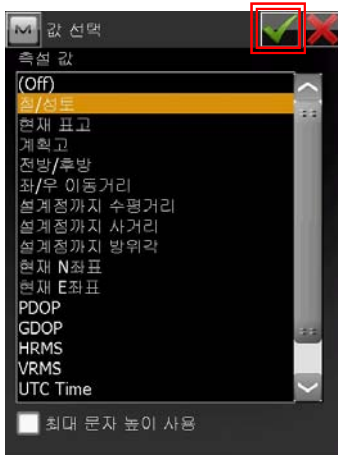 M 값 선택
측설 값
(Off)
절/성토
현재 표고
계획고
전방/후방
좌/우 이동거리
설계점까지 수평거리
설계점까지 사거리
설계점까지 방위각
현재 N좌표
현재 E좌표
PDOP
GDOP
HRMS
VRMS
UTC Time
최대 문자 높이 사용